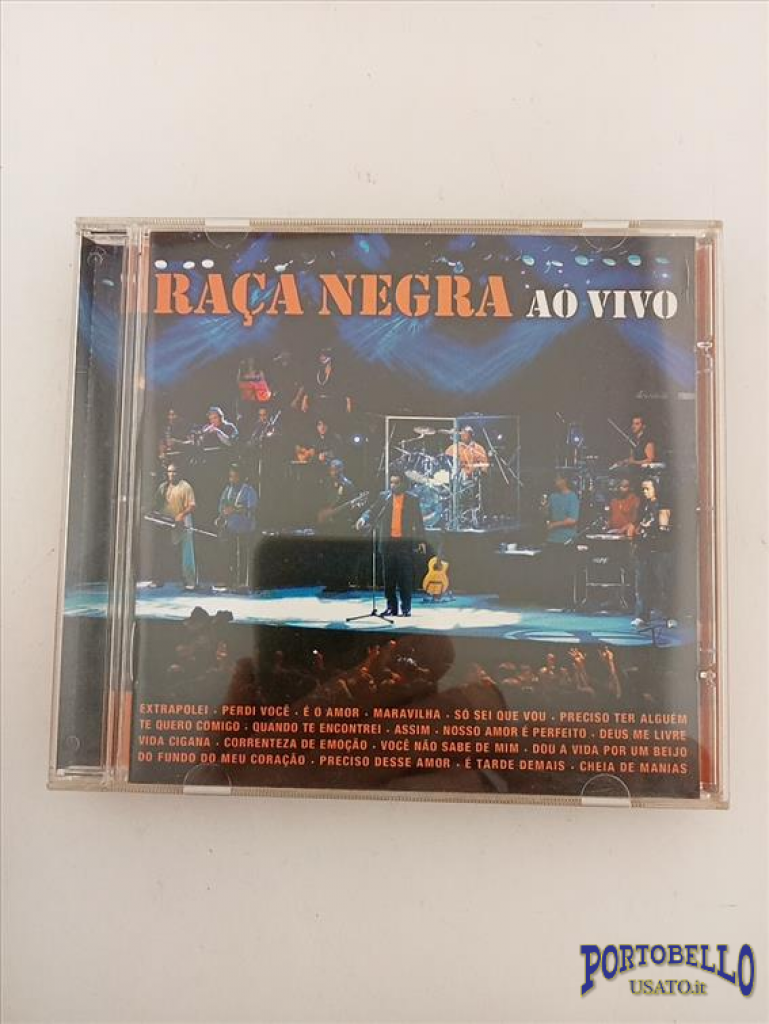 RAÇA NEGRA AO VIVO
EXTRAPOLEI · PERDI VOCÊ · É O AMOR · MARAVILHA · SÓ SEI QUE VOU · PRECISO TER ALGUÉM
TE QUERO COMIGO · QUANDO TE ENCONTREI · ASSIM · NOSSO AMOR É PERFEITO · DEUS ME LIVRE
VIDA CIGANA · CORRENTEZA DE EMOÇÃO · VOCÊ NÃO SABE DE MIM · DOU A VIDA POR UM BEIJO
DO FUNDO DO MEU CORAÇÃO · PRECISO DESSE AMOR · É TARDE DEMAIS · CHEIA DE MANIAS
PORTOBELLO
USATO.it